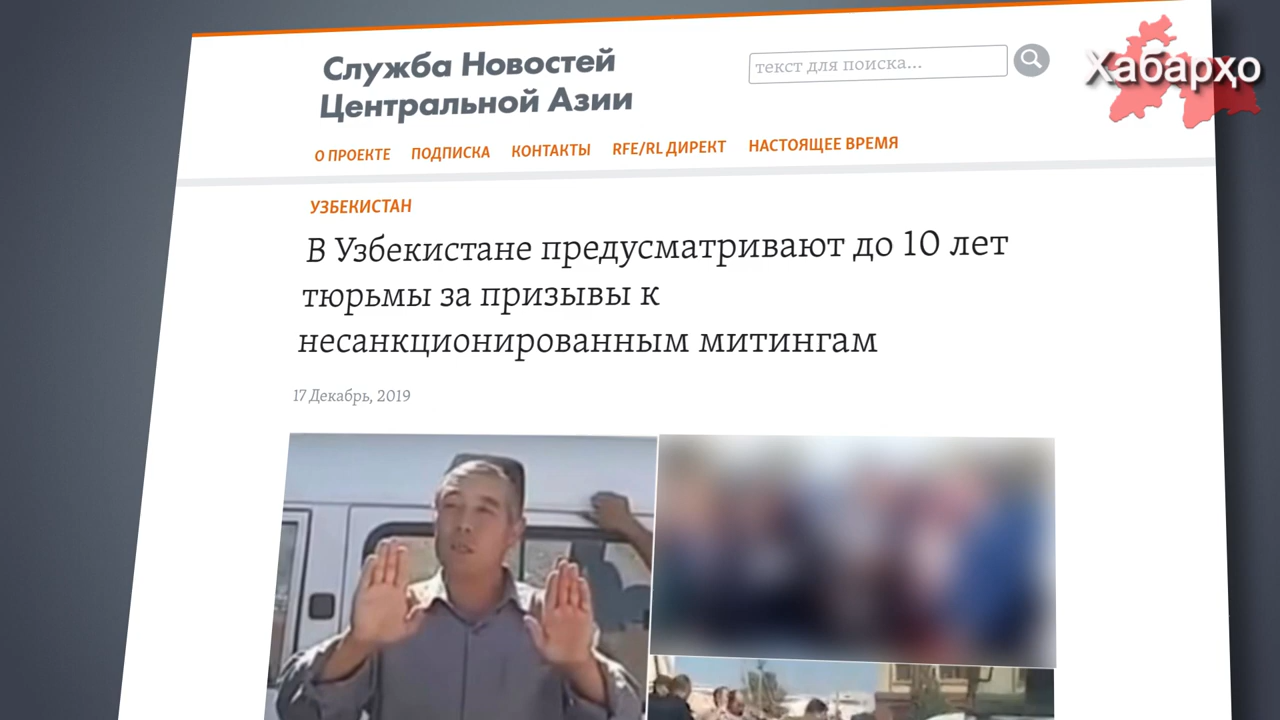 Служба Новостей
Центральной Азии
текст для поиска...
Хабарҳо
О ПРОЕКТЕ ПОДПИСКА КОНТАКТЫ RFE/RL ДИРЕКТ НАСТОЯЩЕЕ ВРЕМЯ
УЗБЕКИСТАН
В Узбекистане предусматривают до 10 лет
тюрьмы за призывы к
несанкционированным митингам
17 Декабрь, 2019